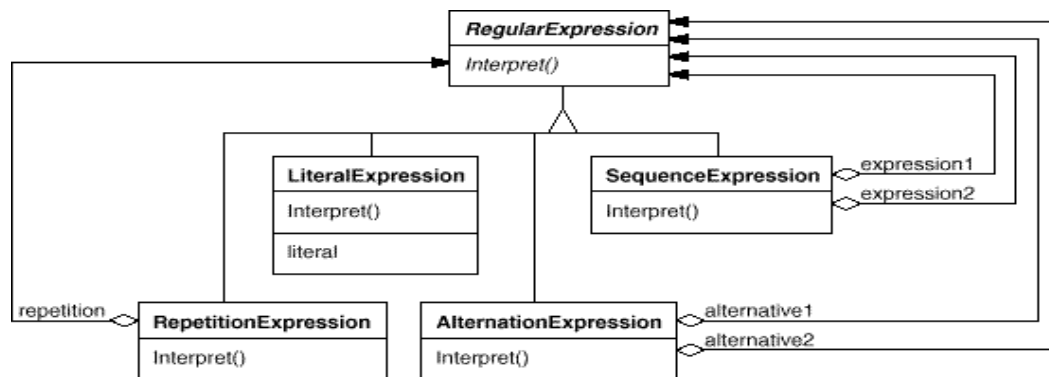 RegularExpression
Interpret()
LiteralExpression
Interpret()
literal
SequenceExpression
Interpret()
expression1
expression2
repetition
RepetitionExpression
Interpret()
AlternationExpression
Interpret()
alternative1
alternative2